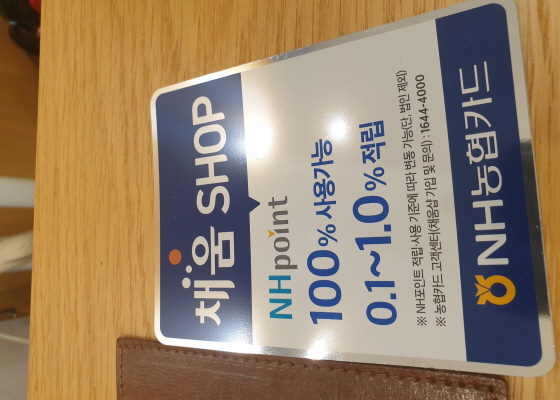 채움 SHOP
NHpoint
100% 사용가능
0.1~1.0% 적립
※ NH포인트 적립·사용 기준에 따라 변동 가능(단, 법인 제외)
※ 농협카드 고객센터(채움샵 가입 및 문의) : 1644-4000
NH농협카드